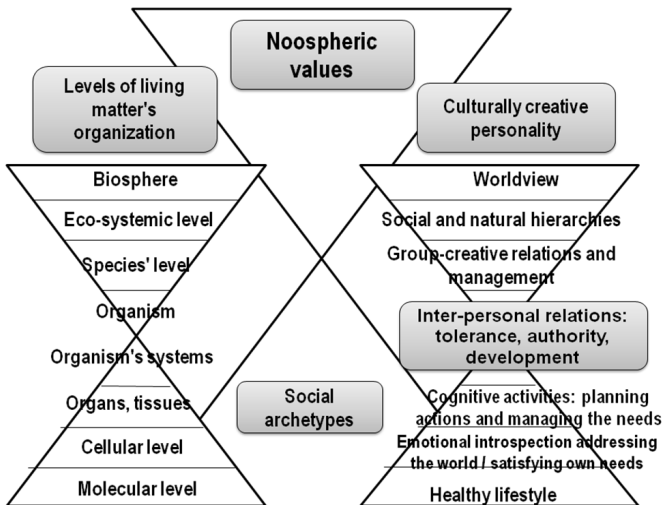 Noospheric
values
Levels of living
matter's
organization
Culturally creative
personality
Biosphere
Eco-systemic level
Species' level
Organism
Organism's systems
Organs, tissues
Cellular level
Molecular level
Social
archetypes
Worldview
Social and natural hierarchies
Group-creative relations and
management
Inter-personal relations:
tolerance, authority,
development
Cognitive activities: planning
actions and managing the needs
Emotional introspection addressing
the world / satisfying own needs
Healthy lifestyle